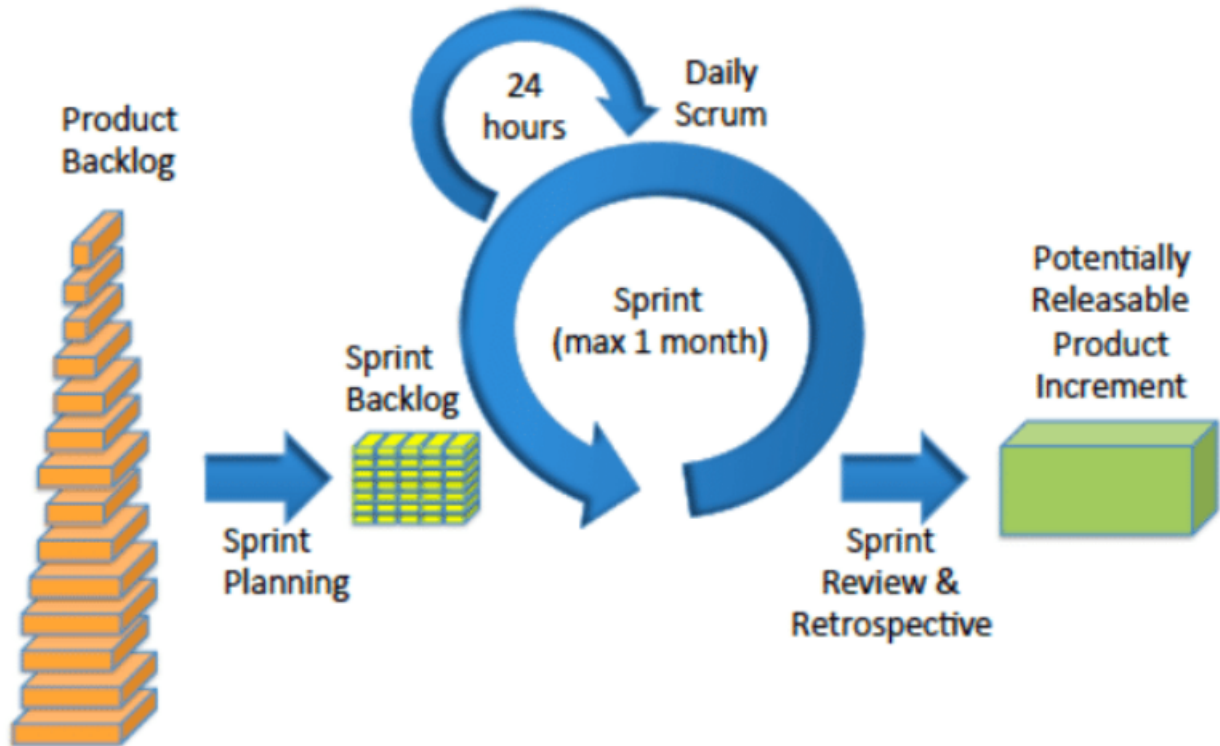 Product
Backlog
24
hours
Daily
Scrum
Sprint
(max 1 month)
Sprint
Backlog
Sprint
Planning
Sprint
Review &
Retrospective
Potentially
Releasable
Product
Increment